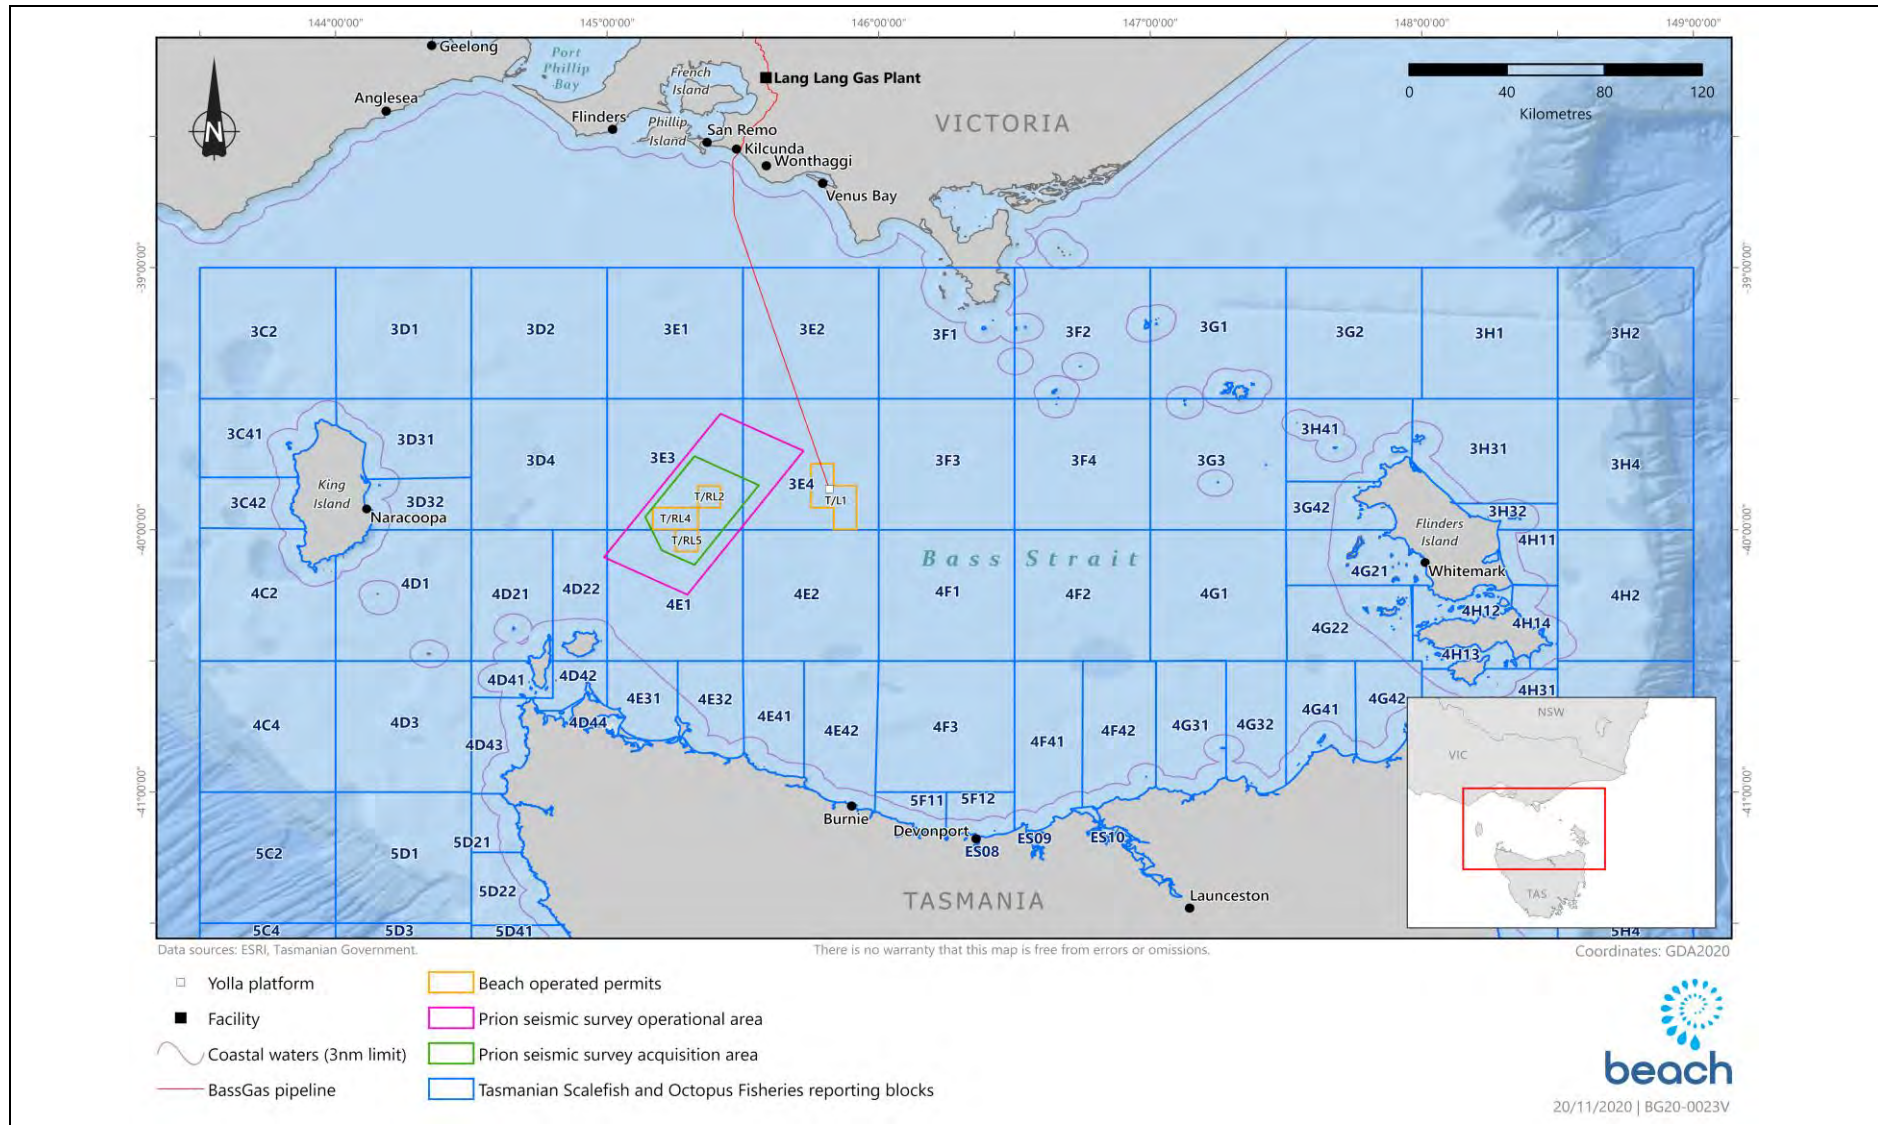 144°00'00"
145°00'00"
146°00'00"
147°00'00"
148°00'00"
149°00'00"
Geelong
Port
Phillip
Bay
French
Island
Lang Lang Gas Plant
Anglesea
Flinders
Phillip
Island
San Remo
Kilcunda
Wonthaggi
Venus Bay
VICTORIA
N
0 40 80 120
Kilometres
-39°00'00"
-39°00'00"
3C2
3D1
3D2
3E1
3E2
3F1
3F2
3G1
3G2
3H1
3H2
3C41
3D31
3D4
3E3
3E4
3F3
3F4
3G3
3H41
3H31
3H4
3C42
King
Island
3D32
Naracoopa
T/RL2
T/RL4
T/RL5
T/L1
3G42
3H32
Flinders
Island
-40°00'00"
-40°00'00"
Bass Strait
4H11
4C2
4D1
4D21
4D22
4E1
4E2
4F1
4F2
4G1
4G21
Whitemark
4H12
4H2
4G22
4H14
4H13
4H31
4D41
4D42
4E31
4E32
4E41
4E42
4F3
4F41
4F42
4G31
4G32
4G41
4G42
4C4
4D3
4D43
4D44
-41°00'00"
-41°00'00"
5F11
5F12
Burnie
Devonport
ES08
ES09
ES10
5C2
5D1
5D21
5D22
TASMANIA
Launceston
5C4
5D3
5D41
5H4
NSW
VIC
TAS
Data sources: ESRI, Tasmanian Government.
There is no warranty that this map is free from errors or omissions.
Coordinates: GDA2020
Yolla platform
Facility
Coastal waters (3nm limit)
BassGas pipeline
Beach operated permits
Prion seismic survey operational area
Prion seismic survey acquisition area
Tasmanian Scalefish and Octopus Fisheries reporting blocks
beach
20/11/2020 | BG20-0023V